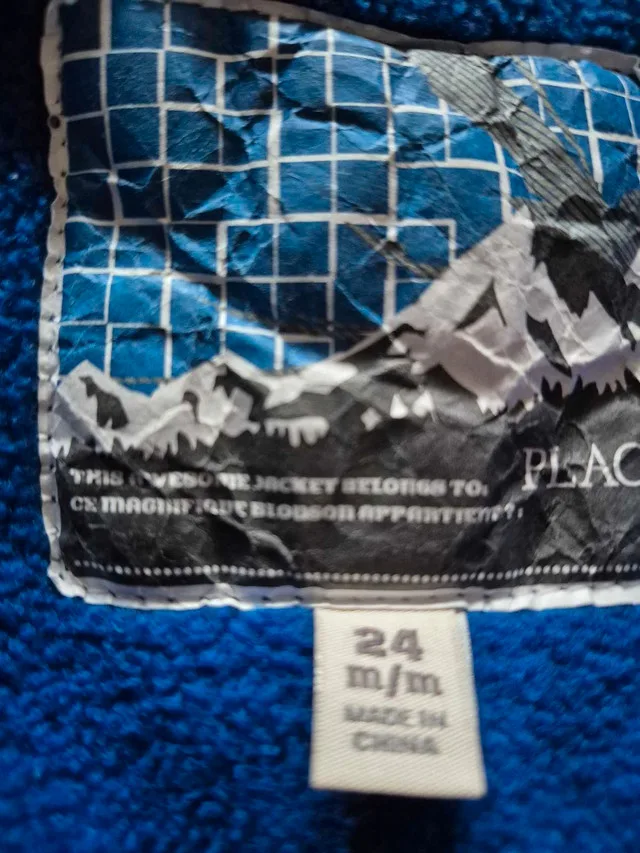 PLAC
THIS AWESOME JACKET BELONGS TO:
CE MAGNIFIQUE BLOUSON APPARTIENT À:
24
m/m
MADE IN
CHINA